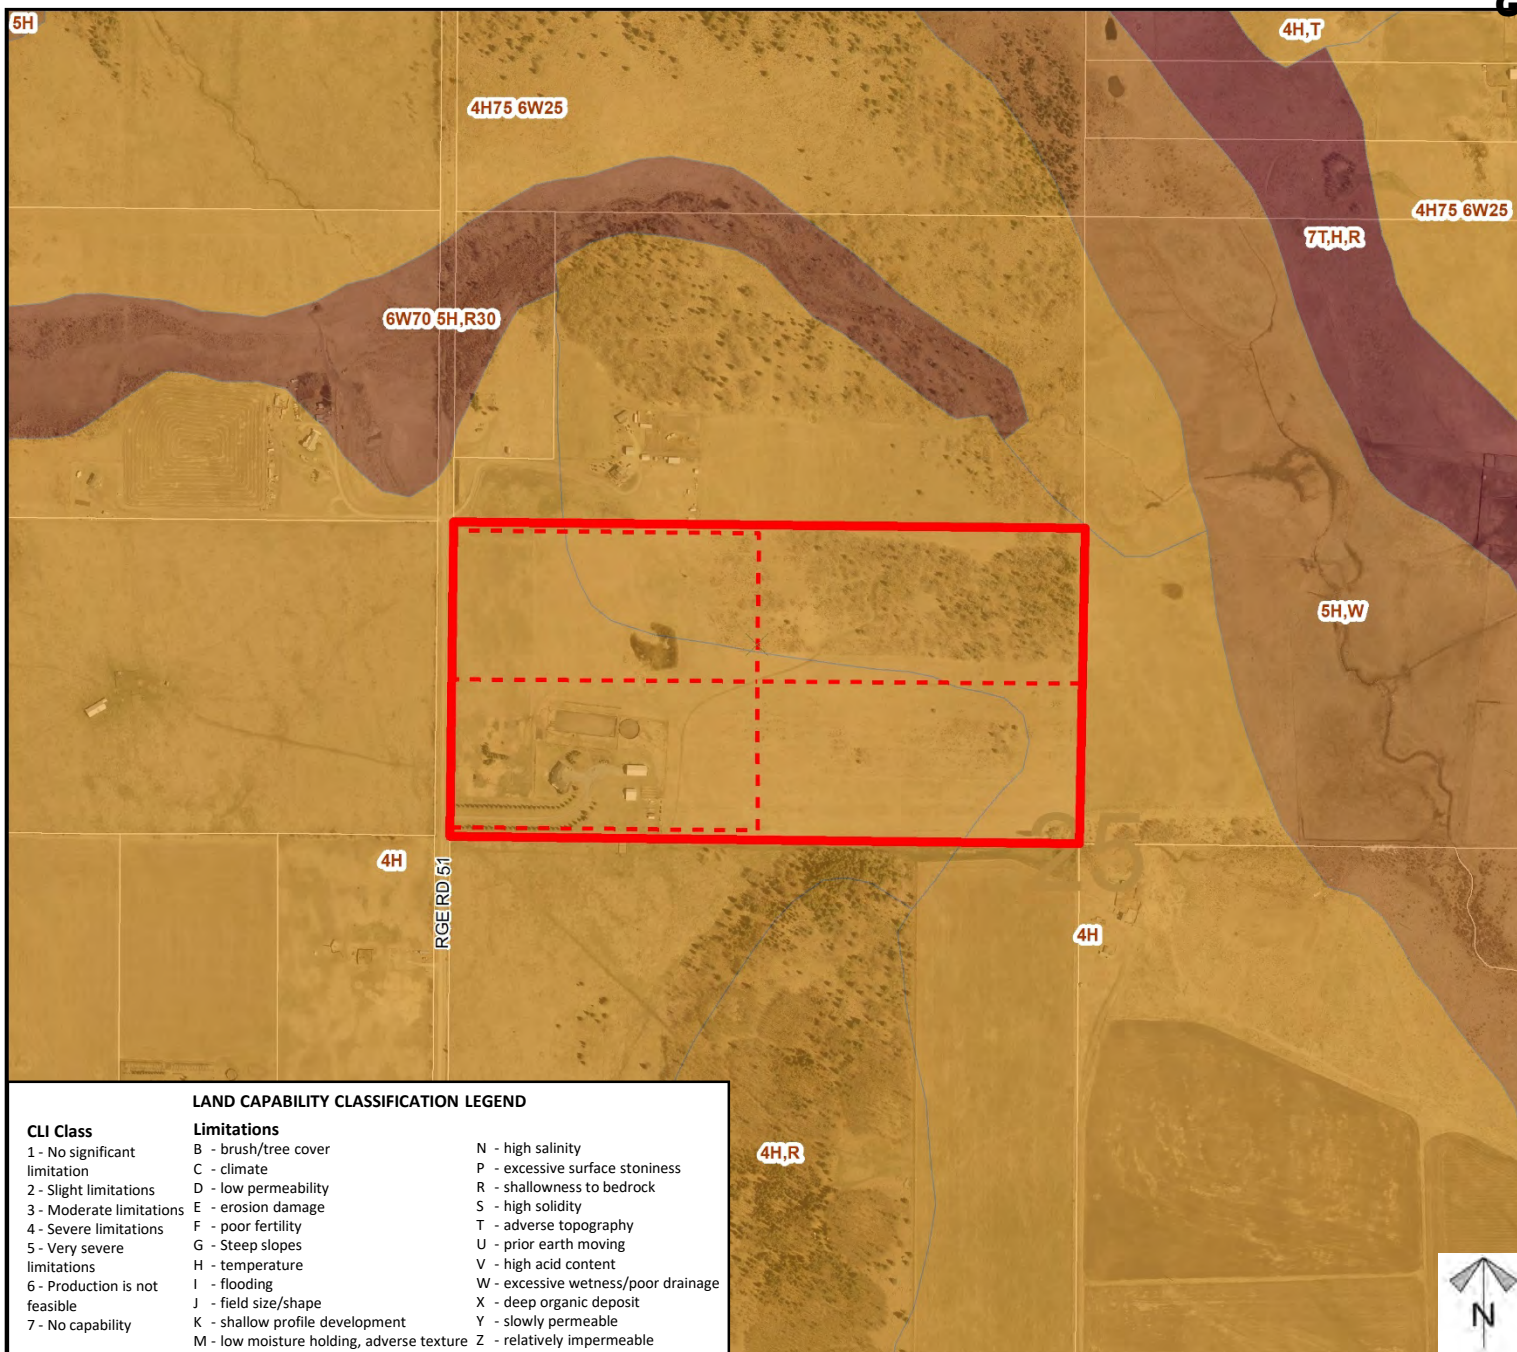 G
5H
4H,T
4H75 6W25
4H75 6W25
7T,H,R
6W70 5H,R30
5H,W
25
4H
RGE RD 51
4H
4H,R
LAND CAPABILITY CLASSIFICATION LEGEND
CLI Class
1 - No significant
limitation
2 - Slight limitations
3 - Moderate limitations
4 - Severe limitations
5 - Very severe
limitations
6 - Production is not
feasible
7 - No capability
Limitations
B - brush/tree cover
C - climate
D - low permeability
E - erosion damage
F - poor fertility
G - Steep slopes
H - temperature
I - flooding
J - field size/shape
K - shallow profile development
M - low moisture holding, adverse texture
N - high salinity
P - excessive surface stoniness
R - shallowness to bedrock
S - high solidity
T - adverse topography
U - prior earth moving
V - high acid content
W - excessive wetness/poor drainage
X - deep organic deposit
Y - slowly permeable
Z - relatively impermeable
N